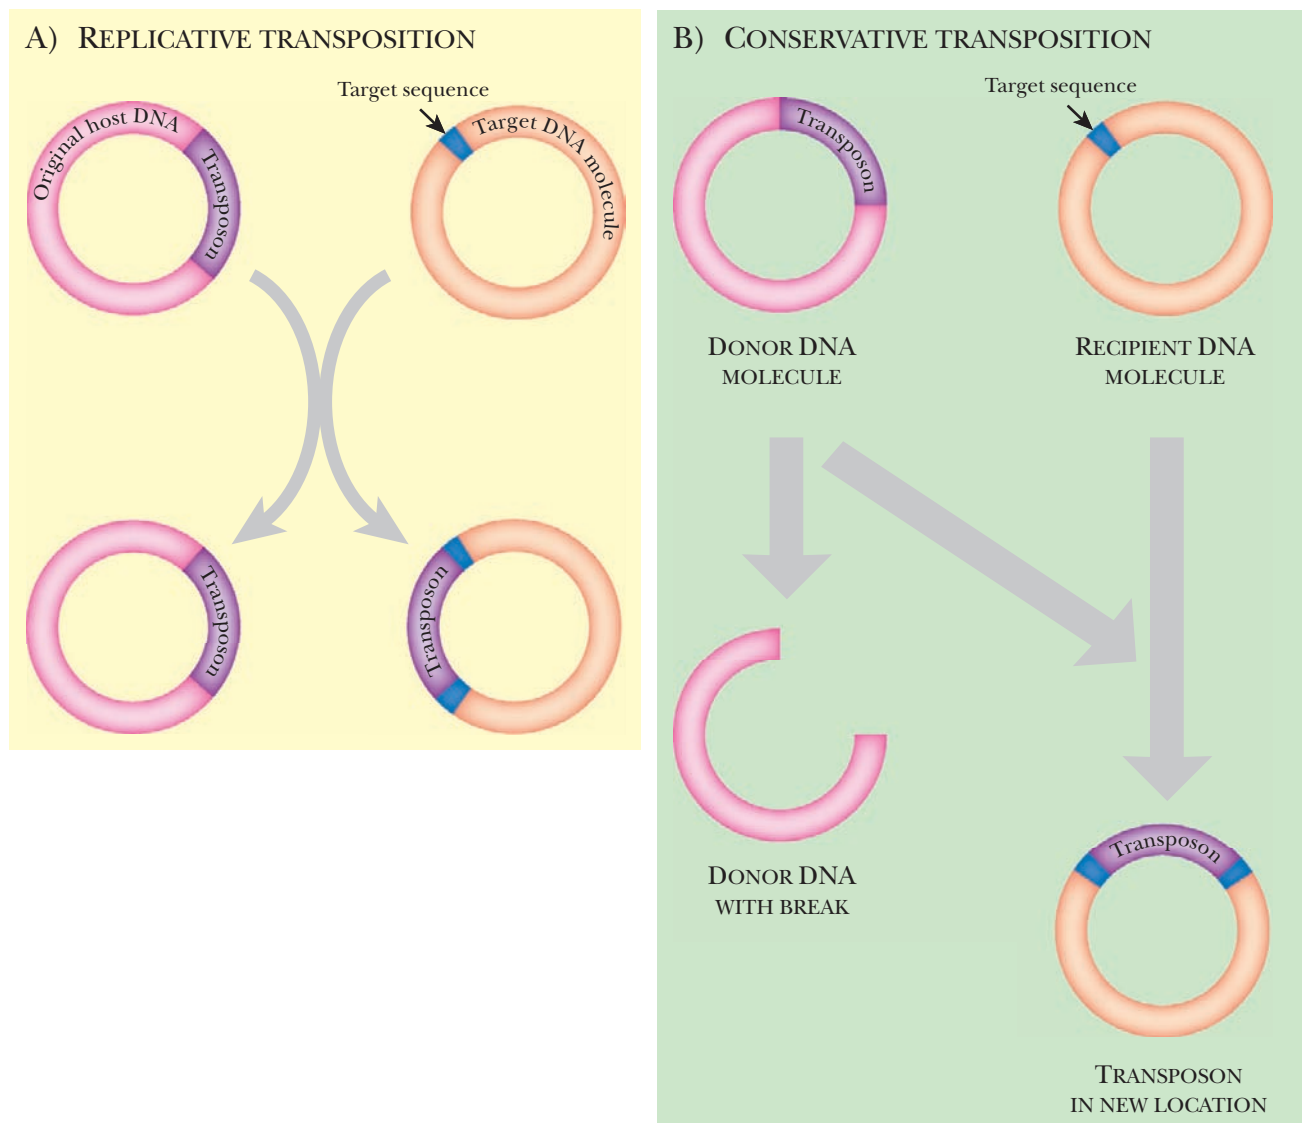 A) REPLICATIVE TRANSPOSITION
Target sequence
Original host DNA
Transposon
Target DNA molecule
Transposon
Transposon
B) CONSERVATIVE TRANSPOSITION
Target sequence
Transposon
DONOR DNA
MOLECULE
RECIPIENT DNA
MOLECULE
DONOR DNA
WITH BREAK
Transposon
TRANSPOSON
IN NEW LOCATION